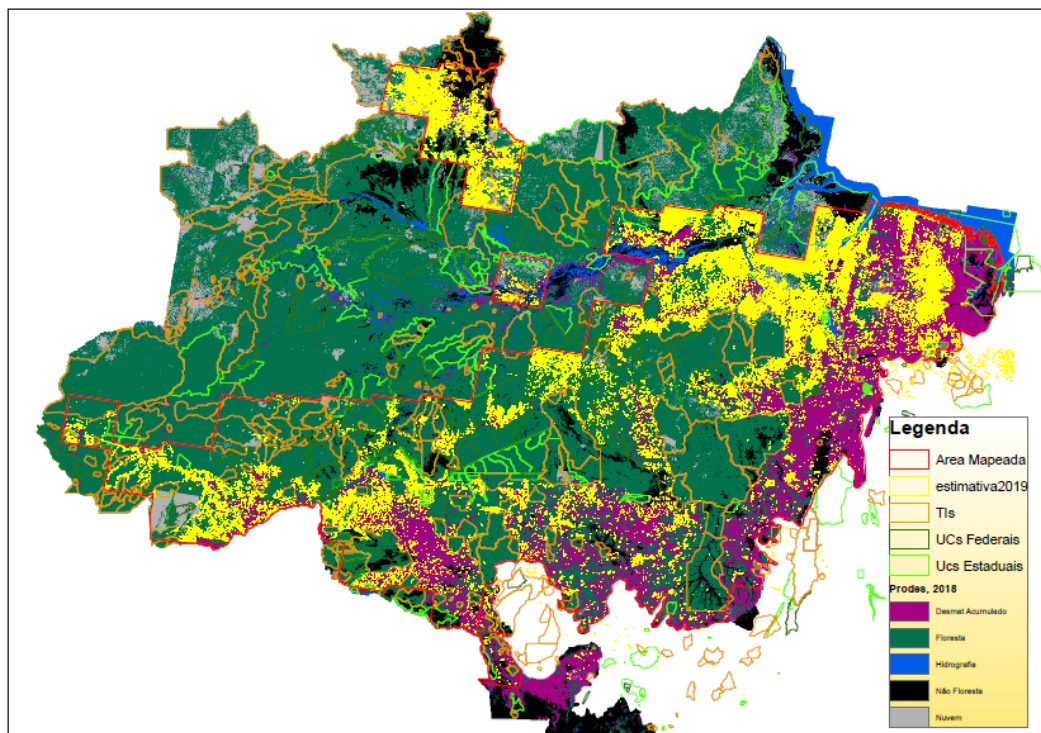 Legenda
Area Mapeada
estimativa2019
TIs
UCs Federais
Ucs Estaduais
Prodes, 2018
Desmat Acumulado
Floresta
Hidrografia
Não Floresta
Nuvem